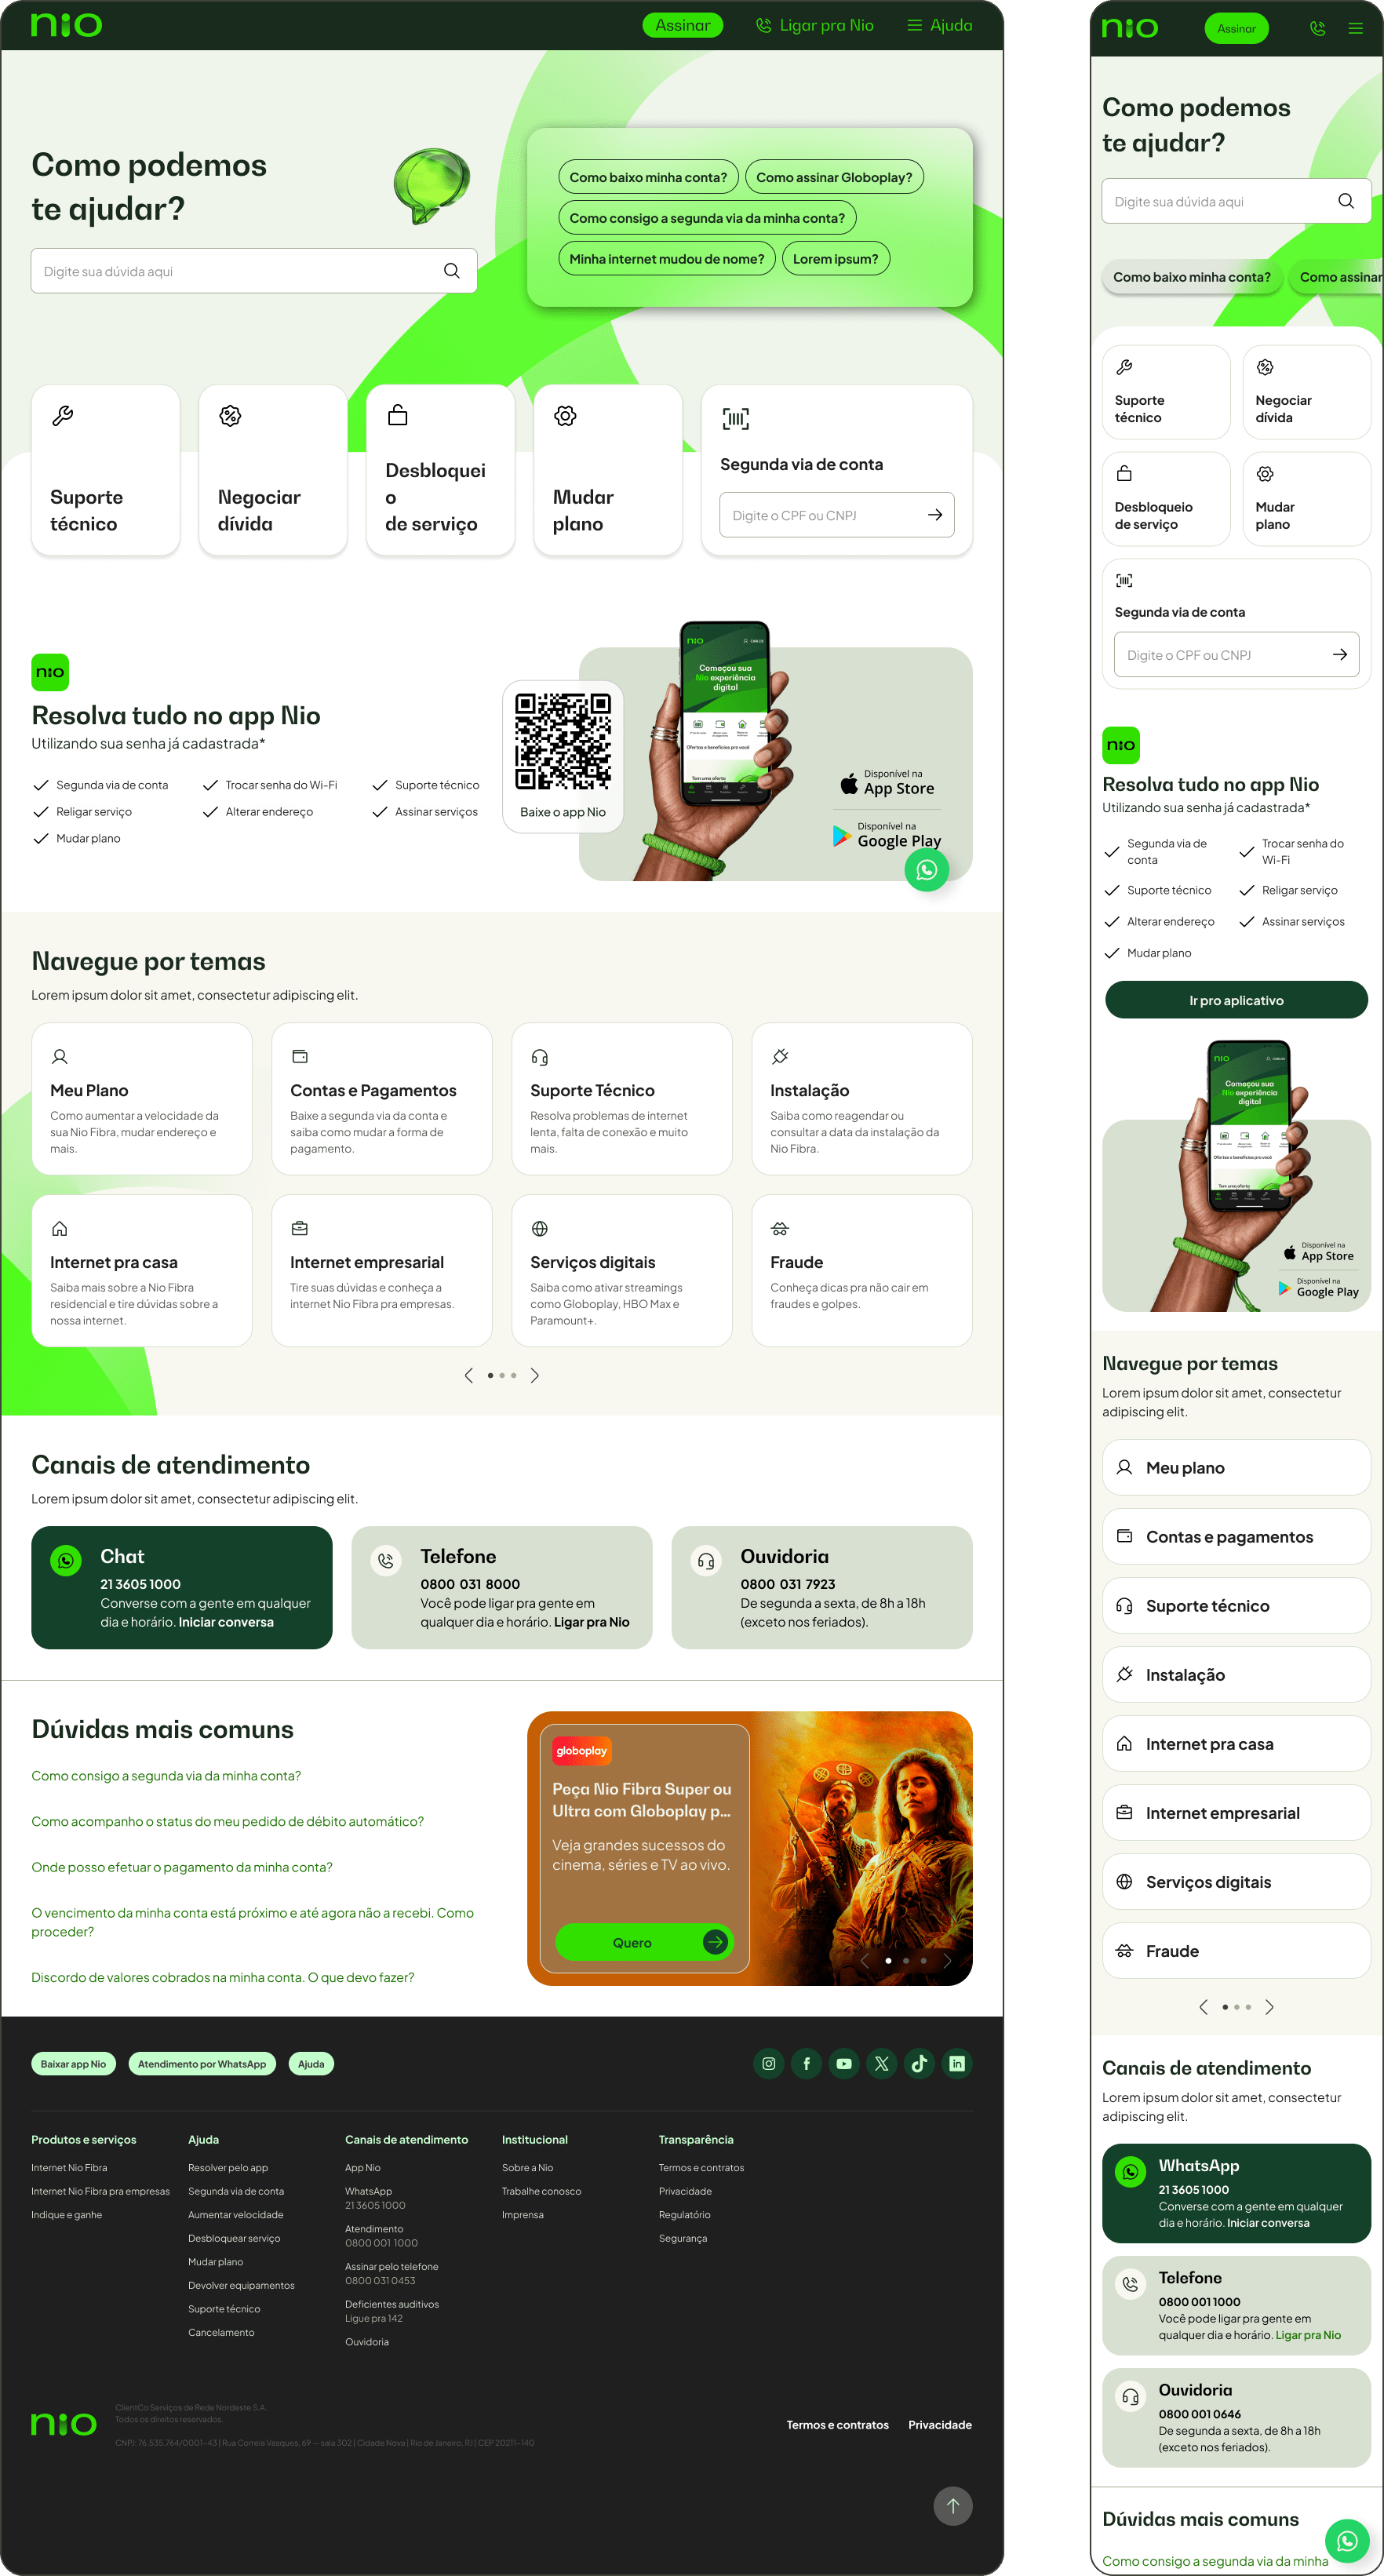 nio
Assinar
Ligar pra Nio
Ajuda
Como podemos
te ajudar?
Digite sua dúvida aqui
Como baixo minha conta?
Como assinar Globoplay?
Como consigo a segunda via da minha conta?
Minha internet mudou de nome?
Lorem ipsum?
Suporte
técnico
Negociar
dívida
Desbloquei
o
de serviço
Mudar
plano
Segunda via de conta
Digite o CPF ou CNPJ
nio
Resolva tudo no app Nio
Utilizando sua senha já cadastrada*
Segunda via de conta
Trocar senha do Wi-Fi
Suporte técnico
Religar serviço
Alterar endereço
Assinar serviços
Mudar plano
Baixe o app Nio
nio
Começou sua
Nio experiência
digital
Ofertas e benefícios pra você
Tem uma oferta
Disponível na
App Store
Disponível na
Google Play
Navegue por temas
Lorem ipsum dolor sit amet, consectetur adipiscing elit.
Meu Plano
Como aumentar a velocidade da
sua Nio Fibra, mudar endereço e
mais.
Contas e Pagamentos
Baixe a segunda via da conta e
saiba como mudar a forma de
pagamento.
Suporte Técnico
Resolva problemas de internet
lenta, falta de conexão e muito
mais.
Instalação
Saiba como reagendar ou
consultar a data da instalação da
Nio Fibra.
Internet pra casa
Saiba mais sobre a Nio Fibra
residencial e tire dúvidas sobre a
nossa internet.
Internet empresarial
Tire suas dúvidas e conheça a
internet Nio Fibra pra empresas.
Serviços digitais
Saiba como ativar streamings
como Globoplay, HBO Max e
Paramount+.
Fraude
Conheça dicas pra não cair em
fraudes e golpes.
Canais de atendimento
Lorem ipsum dolor sit amet, consectetur adipiscing elit.
Chat
21 3605 1000
Converse com a gente em qualquer
dia e horário. Iniciar conversa
Telefone
0800 031 8000
Você pode ligar pra gente em
qualquer dia e horário. Ligar pra Nio
Ouvidoria
0800 031 7923
De segunda a sexta, de 8h a 18h
(exceto nos feriados).
Dúvidas mais comuns
Como consigo a segunda via da minha conta?
Como acompanho o status do meu pedido de débito automático?
Onde posso efetuar o pagamento da minha conta?
O vencimento da minha conta está próximo e até agora não a recebi. Como
proceder?
Discordo de valores cobrados na minha conta. O que devo fazer?
globoplay
Peça Nio Fibra Super ou
Ultra com Globoplay p...
Veja grandes sucessos do
cinema, séries e TV ao vivo.
Quero
Baixar app Nio
Atendimento por WhatsApp
Ajuda
Produtos e serviços
Internet Nio Fibra
Internet Nio Fibra pra empresas
Indique e ganhe
Ajuda
Resolver pelo app
Segunda via de conta
Aumentar velocidade
Desbloquear serviço
Mudar plano
Devolver equipamentos
Suporte técnico
Cancelamento
Canais de atendimento
App Nio
WhatsApp
21 3605 1000
Atendimento
0800 001 1000
Assinar pelo telefone
0800 031 0453
Deficientes auditivos
Ligue pra 142
Ouvidoria
Institucional
Sobre a Nio
Trabalhe conosco
Imprensa
Transparência
Termos e contratos
Privacidade
Regulatório
Segurança
nio
ClientCo Serviços de Rede Nordeste S.A.
Todos os direitos reservados.
CNPJ: 76.535.764/0001-43 | Rua Correia Vasques, 69 – sala 302 | Cidade Nova | Rio de Janeiro, RJ | CEP 20211-140
Termos e contratos
Privacidade
nio
Assinar
Como podemos
te ajudar?
Digite sua dúvida aqui
Como baixo minha conta?
Como assinar
Suporte
técnico
Negociar
dívida
Desbloqueio
de serviço
Mudar
plano
Segunda via de conta
Digite o CPF ou CNPJ
nio
Resolva tudo no app Nio
Utilizando sua senha já cadastrada*
Segunda via de
conta
Trocar senha do
Wi-Fi
Suporte técnico
Religar serviço
Alterar endereço
Assinar serviços
Mudar plano
Ir pro aplicativo
nio
Começou sua
Nio experiência
digital
Ofertas e benefícios pra você
Tem uma oferta
Disponível na
App Store
Disponível na
Google Play
Navegue por temas
Lorem ipsum dolor sit amet, consectetur
adipiscing elit.
Meu plano
Contas e pagamentos
Suporte técnico
Instalação
Internet pra casa
Internet empresarial
Serviços digitais
Fraude
Canais de atendimento
Lorem ipsum dolor sit amet, consectetur
adipiscing elit.
WhatsApp
21 3605 1000
Converse com a gente em qualquer
dia e horário. Iniciar conversa
Telefone
0800 001 1000
Você pode ligar pra gente em
qualquer dia e horário. Ligar pra Nio
Ouvidoria
0800 001 0646
De segunda a sexta, de 8h a 18h
(exceto nos feriados).
Dúvidas mais comuns
Como consigo a segunda via da minha